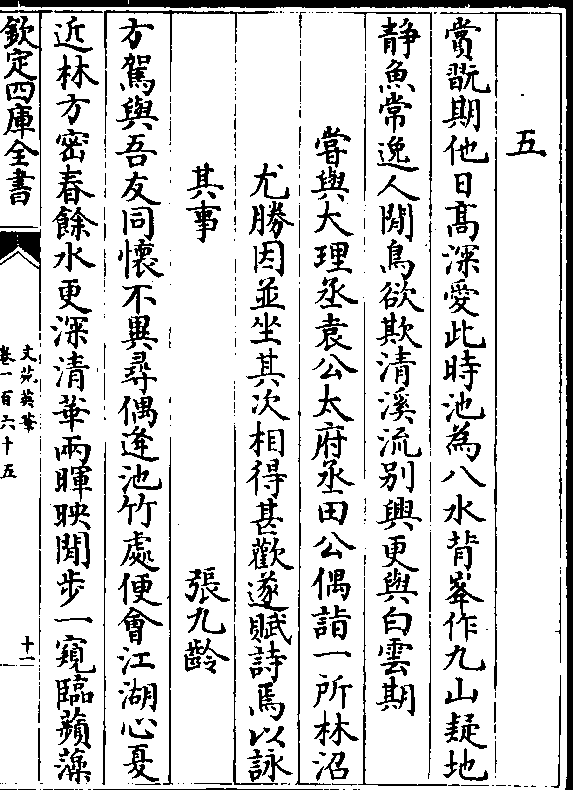 五
賞翫期他日髙深愛此時池為八水背峯作九山疑地
静魚常逸人閒鳥欲欺清溪流别興更與白雲期
嘗與大理丞袁公太府丞田公偶詣一所林沼
尤勝因並坐其次相得甚歡遂賦詩焉以詠
其事 張九齡
方駕與吾友同懷不異尋偶逢池竹處便會江湖心夏
近林方密春餘水更深清華兩暉映閒步一窺臨蘋藻
欽定四庫全書
文苑英華
卷一百六十五
十一